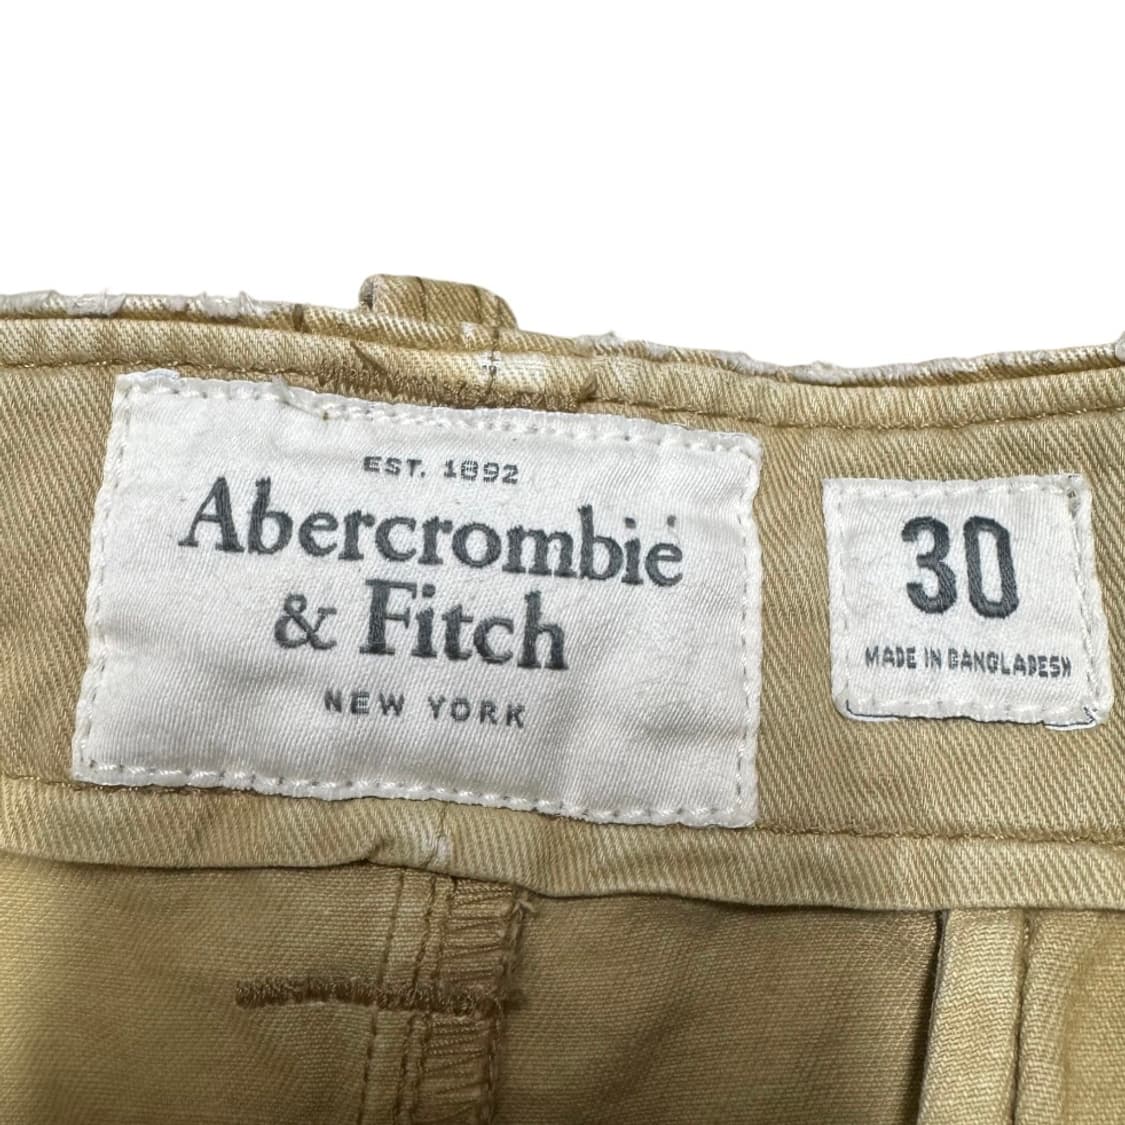 EST. 1892
Abercrombie
& Fitch
NEW YORK
30
MADE IN BANGLADESH